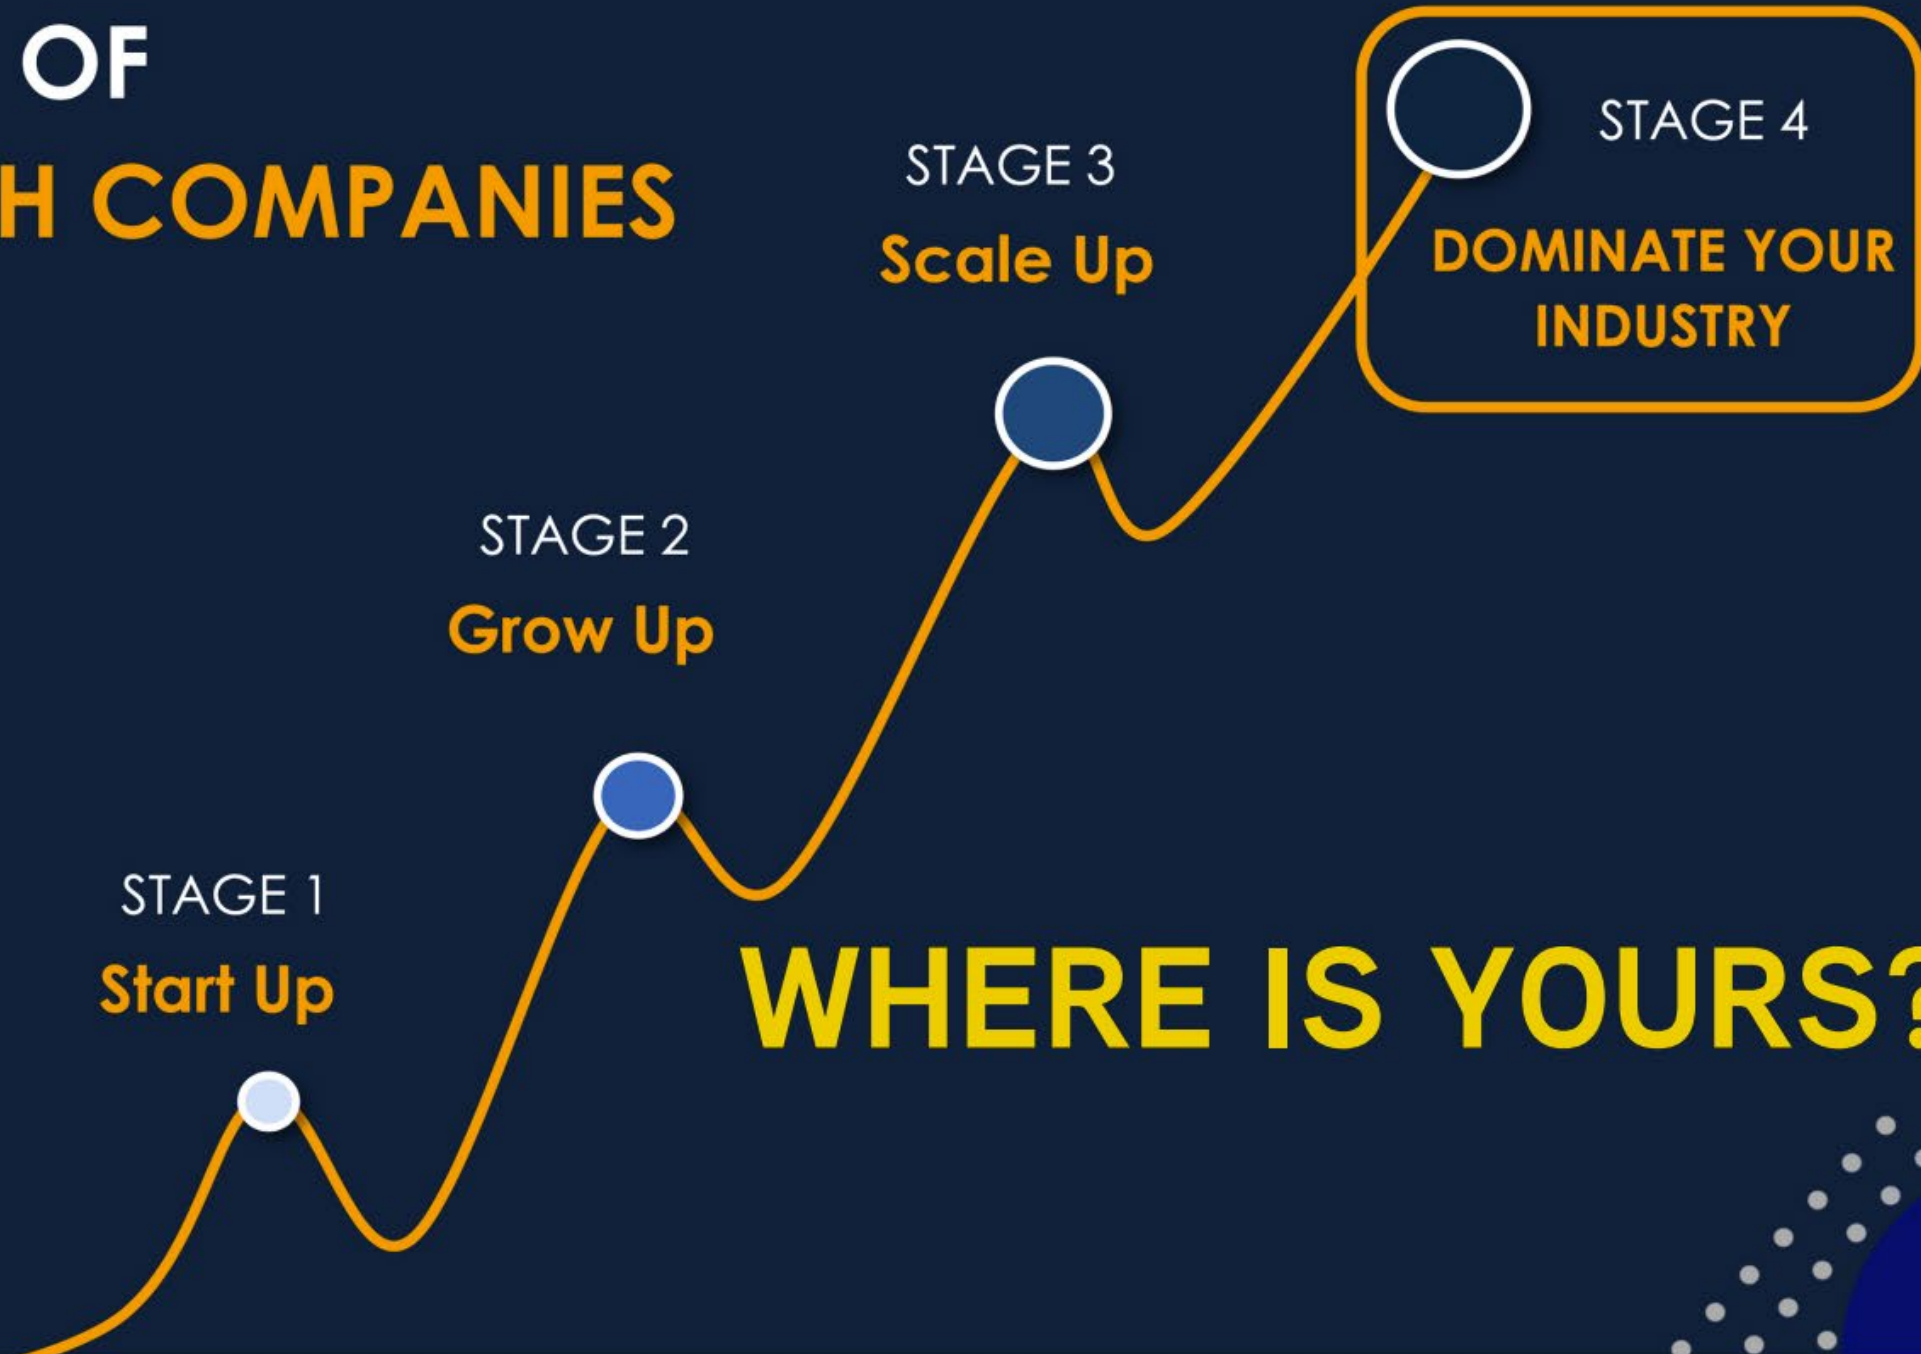 OF
H COMPANIES
STAGE 1
Start Up
STAGE 2
Grow Up
STAGE 3
Scale Up
STAGE 4
DOMINATE YOUR
INDUSTRY
WHERE IS YOURS?